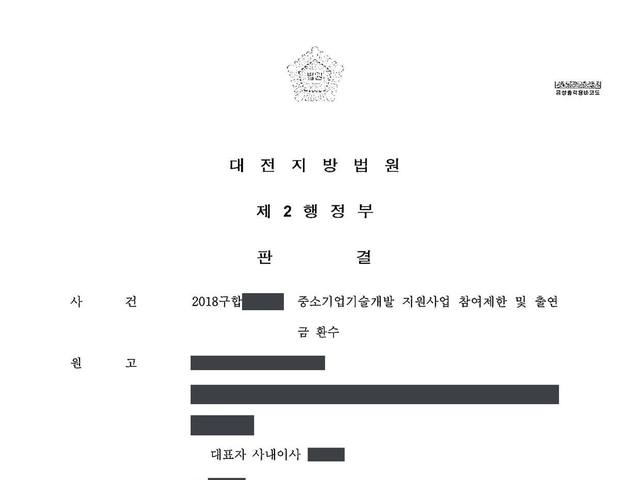 법원
대전지방법원
제2행정부
판 결
사 건 2018구합 중소기업기술개발 지원사업 참여제한 및 출연
금 환수
원 고
대표자 사내이사